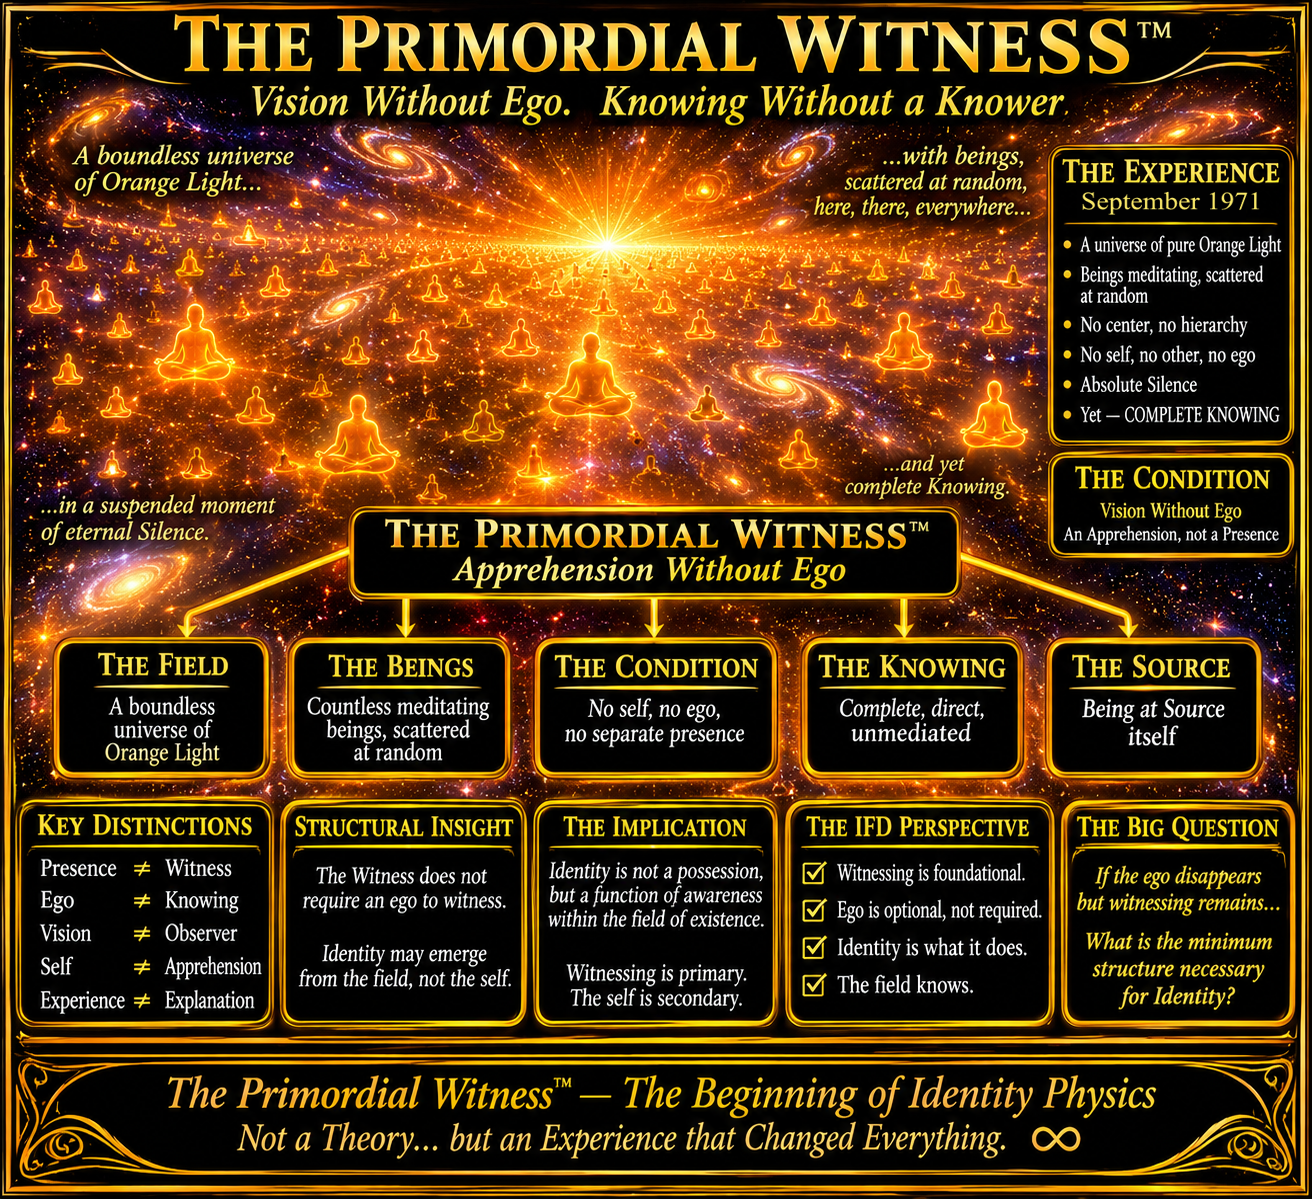 THE PRIMORDIAL WITNESS™
Vision Without Ego. Knowing Without a Knower.
A boundless universe
of Orange Light...
...with beings,
scattered at random,
here, there, everywhere...
THE EXPERIENCE
September 1971
• A universe of pure Orange Light
• Beings meditating, scattered
at random
• No center, no hierarchy
• No self, no other, no ego
• Absolute Silence
• Yet — COMPLETE KNOWING
...in a suspended moment
of eternal Silence.
...and yet
complete Knowing.
THE CONDITION
Vision Without Ego
An Apprehension, not a Presence
THE PRIMORDIAL WITNESS™
Apprehension Without Ego
THE FIELD
A boundless
universe of
Orange Light
THE BEINGS
Countless meditating
beings, scattered
at random
THE CONDITION
No self, no ego,
no separate presence
THE KNOWING
Complete, direct,
unmediated
THE SOURCE
Being at Source
itself
KEY DISTINCTIONS
Presence ≠ Witness
Ego ≠ Knowing
Vision ≠ Observer
Self ≠ Apprehension
Experience ≠ Explanation
STRUCTURAL INSIGHT
The Witness does not
require an ego to witness.
Identity may emerge
from the field, not the self.
THE IMPLICATION
Identity is not a possession,
but a function of awareness
within the field of existence.
Witnessing is primary.
The self is secondary.
THE IFD PERSPECTIVE
☑ Witnessing is foundational.
☑ Ego is optional, not required.
☑ Identity is what it does.
☑ The field knows.
THE BIG QUESTION
If the ego disappears
but witnessing remains...
What is the minimum
structure necessary
for Identity?
The Primordial Witness™ — The Beginning of Identity Physics
Not a Theory... but an Experience that Changed Everything. ∞